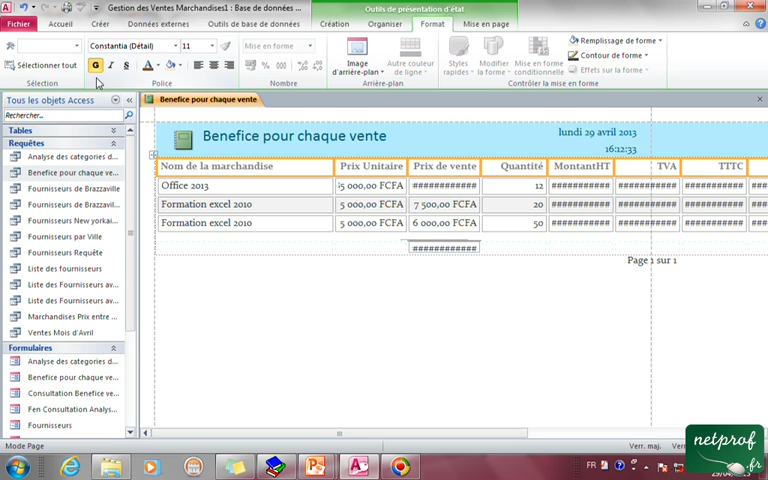 Gestion des Ventes Marchandises1 : Base de données ...
Outils de présentation d'état
Fichier Accueil Créer Données externes Outils de base de données Création Organiser Format Mise en page
Constantia (Détail) 11 Mise en forme
Sélectionner tout
G I S A
% 000
Image d'arrière-plan
Autre couleur de ligne
Styles rapides
Modifier la forme
Mise en forme conditionnelle
Remplissage de forme
Contour de forme
Effets sur la forme
Sélection Police Nombre Arrière-plan Contrôler la mise en forme
Tous les objets Access
Rechercher...
Tables
Requêtes
Analyse des categories d...
Benefice pour chaque ve...
Fournisseurs de Brazzaville
Fournisseurs de Brazzavil...
Fournisseurs New yorkai...
Fournisseurs par Ville
Fournisseurs Requête
Liste des fournisseurs
Liste des Fournisseurs av...
Liste des Fournisseurs av...
Marchandises Prix entre ...
Ventes Mois d'Avril
Formulaires
Analyse des categories d...
Benefice pour chaque ve...
Consultation Benefice ve...
Fen Consultation Analys...
Fournisseurs
Benefice pour chaque vente
Benefice pour chaque vente
lundi 29 avril 2013
16:12:33
Nom de la marchandise Prix Unitaire Prix de vente Quantité MontantHT TVA TTTC
Office 2013 5 000,00 FCFA ############ 12 ########### ########### ###########
Formation excel 2010 5 000,00 FCFA 7 500,00 FCFA 20 ########### ########### ###########
Formation excel 2010 5 000,00 FCFA 6 000,00 FCFA 50 ########### ########### ###########
############
Page 1 sur 1
Mode Page
Verr. maj.
FR
netprof
.fr